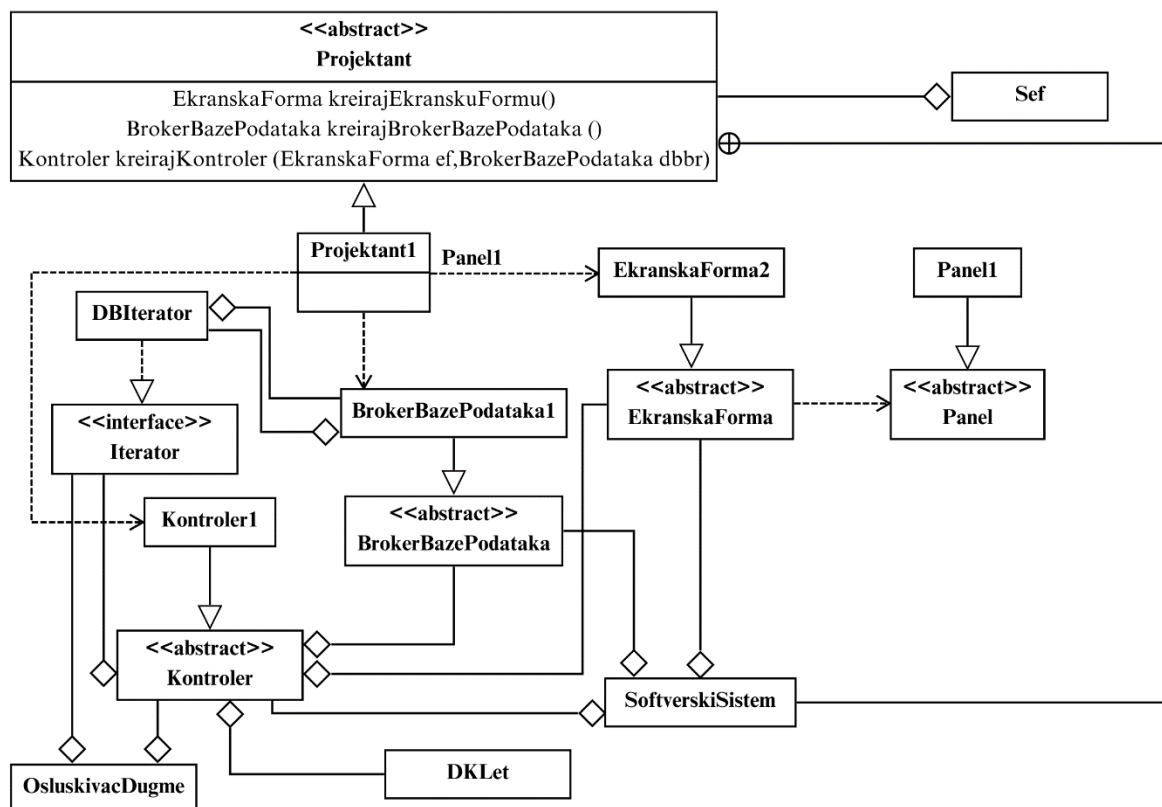 <<abstract>>
Projektant
EkranskaForma kreirajEkranskuFormu()
BrokerBazePodataka kreirajBrokerBazePodataka ()
Kontroler kreirajKontroler (EkranskaForma ef,BrokerBazePodataka dbbr)
Sef
Projektant1
Panel1
EkranskaForma2
Panel1
DBIterator
<<interface>>
Iterator
BrokerBazePodataka1
<<abstract>>
EkranskaForma
<<abstract>>
Panel
Kontroler1
<<abstract>>
BrokerBazePodataka
<<abstract>>
Kontroler
SoftverskiSistem
OsluskivacDugme
DKLet